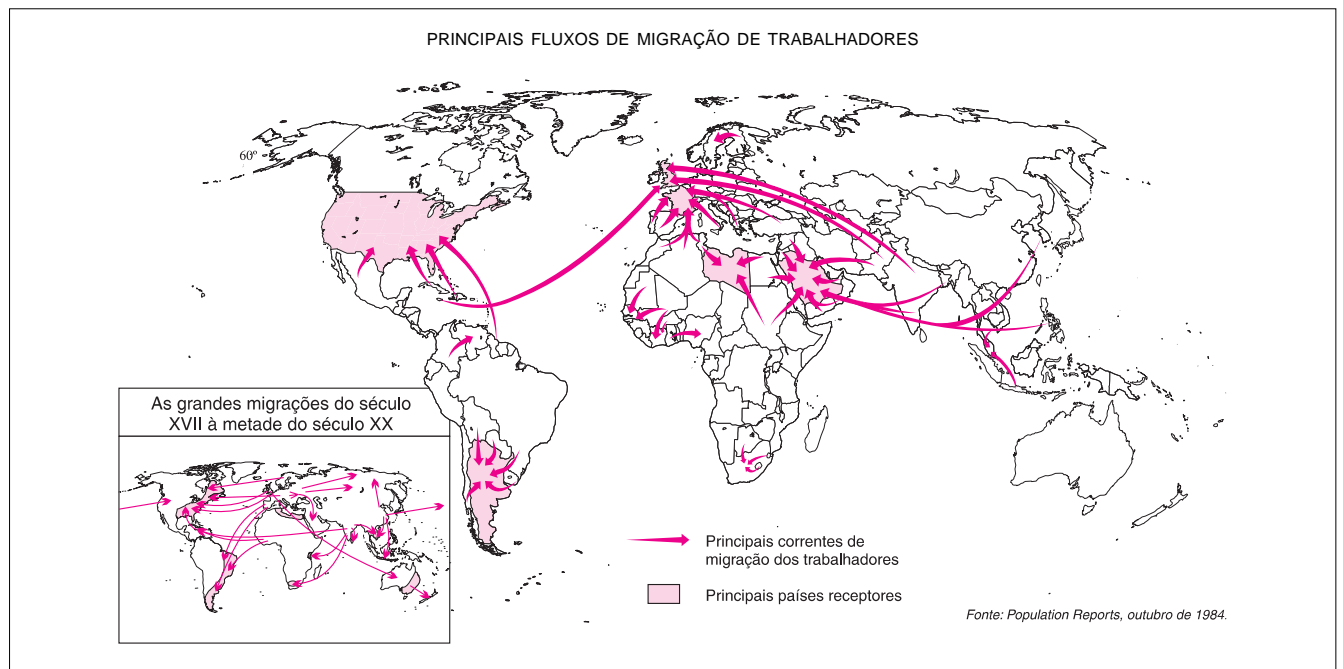 PRINCIPAIS FLUXOS DE MIGRAÇÃO DE TRABALHADORES
60º
As grandes migrações do século
XVII à metade do século XX
Principais correntes de
migração dos trabalhadores
Principais países receptores
Fonte: Population Reports, outubro de 1984.